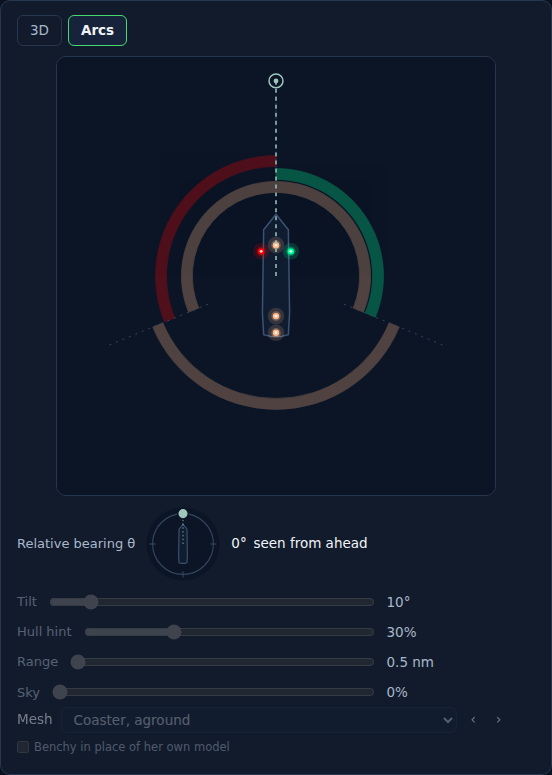 3D Arcs
Relative bearing θ 0° seen from ahead
Tilt 10°
Hull hint 30%
Range 0.5 nm
Sky 0%
Mesh Coaster, aground ‹ ›
Benchy in place of her own model